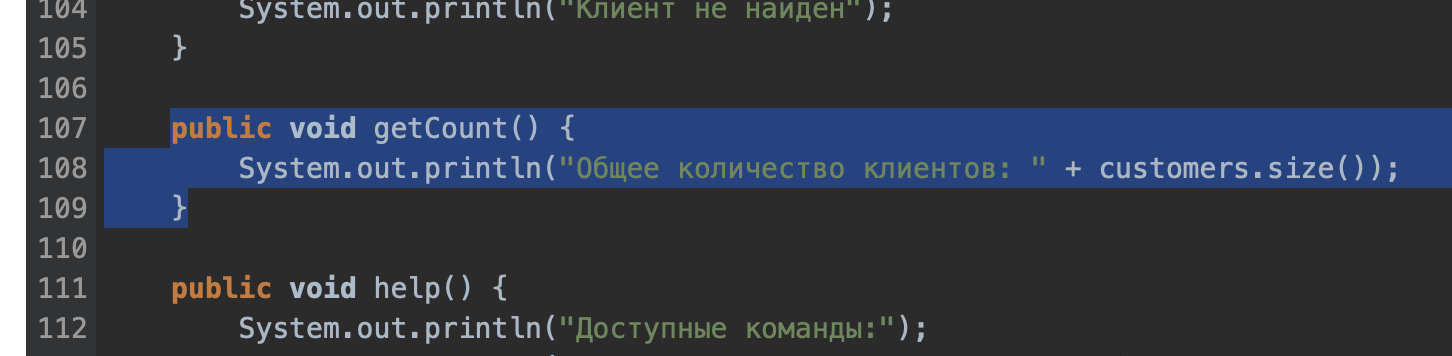 104 System.out.println("Клиент не найден");
105 }
106
107 public void getCount() {
108 System.out.println("Общее количество клиентов: " + customers.size());
109 }
110
111 public void help() {
112 System.out.println("Доступные команды:");